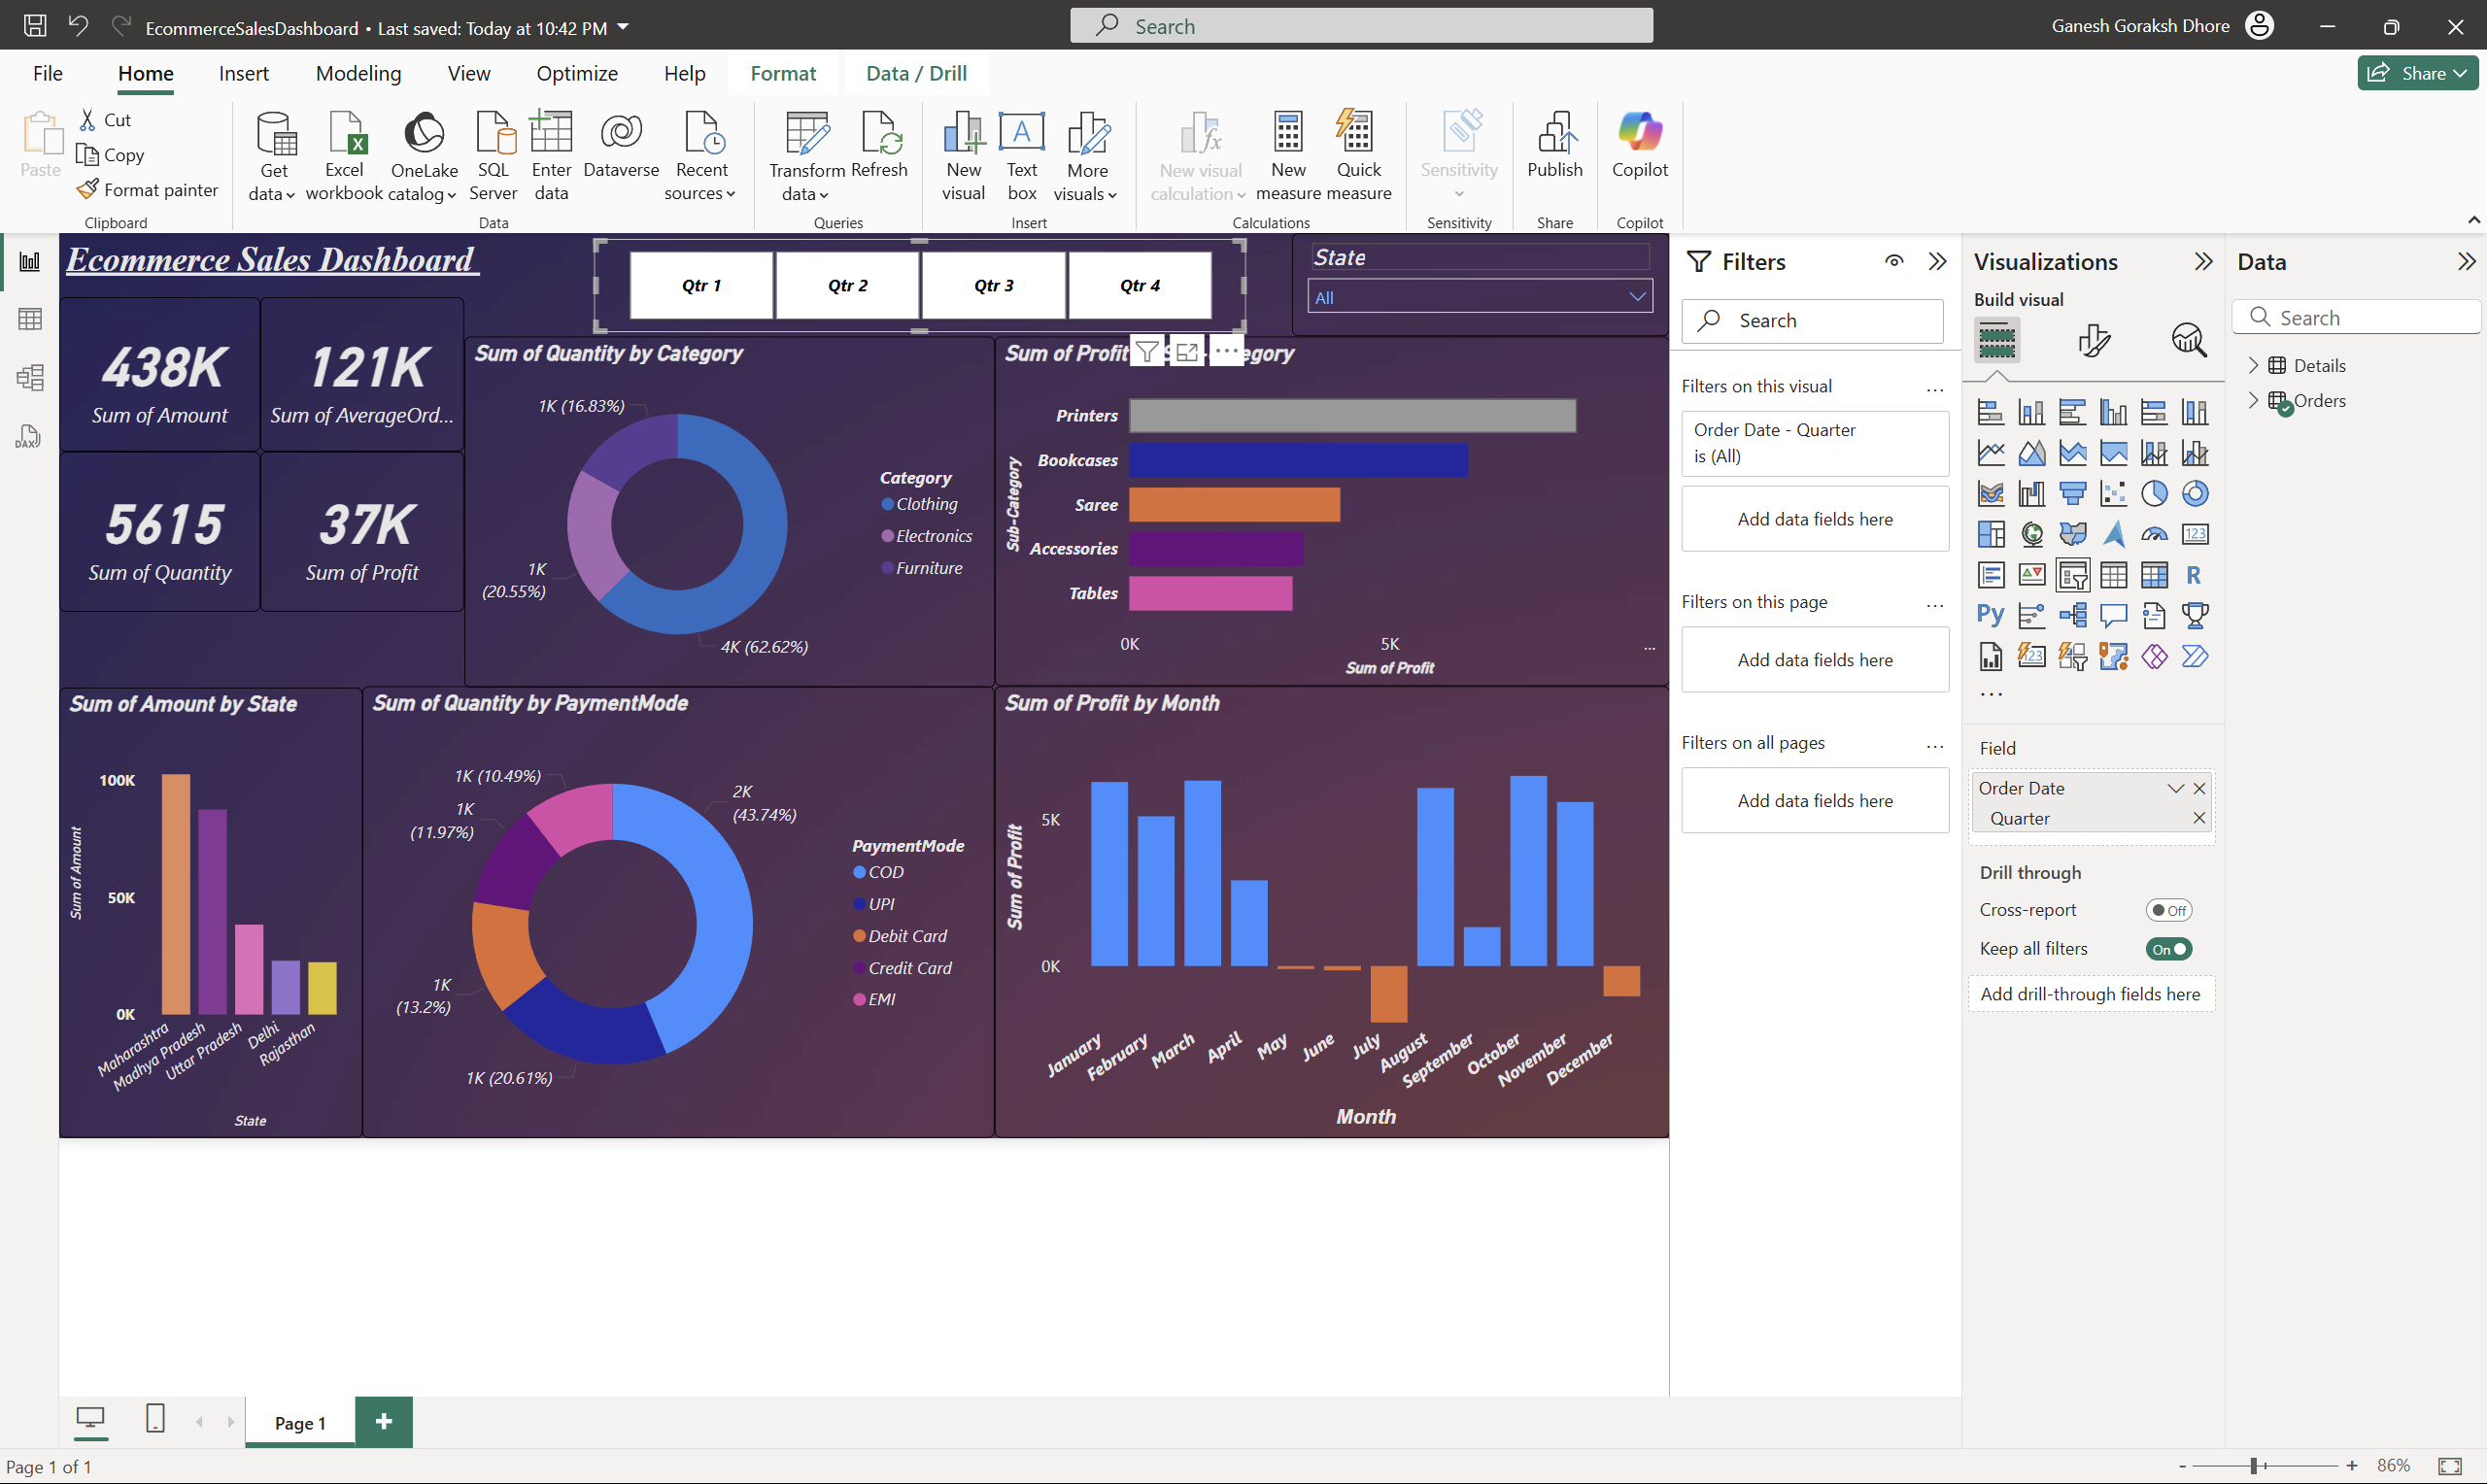 EcommerceSalesDashboard • Last saved: Today at 10:42 PM
Search
Ganesh Goraksh Dhore
File
Home
Insert
Modeling
View
Optimize
Help
Format
Data / Drill
Share
Paste
Cut
Copy
Format painter
Clipboard
Get
data
Excel
workbook
OneLake
catalog
SQL
Server
Enter
data
Dataverse
Recent
sources
Data
Transform
data
Refresh
Queries
New
visual
Text
box
More
visuals
Insert
New visual
calculation
New
measure
Quick
measure
Calculations
Sensitivity
Sensitivity
Publish
Share
Copilot
Copilot
Ecommerce Sales Dashboard
Qtr 1
Qtr 2
Qtr 3
Qtr 4
State
All
438K
Sum of Amount
121K
Sum of AverageOrd...
5615
Sum of Quantity
37K
Sum of Profit
Sum of Quantity by Category
1K (16.83%)
1K
(20.55%)
4K (62.62%)
Category
Clothing
Electronics
Furniture
Sum of Profit
egory
Sub-Category
Printers
Bookcases
Saree
Accessories
Tables
0K
5K
...
Sum of Profit
Sum of Amount by State
Sum of Amount
100K
50K
0K
Maharashtra
Madhya Pradesh
Uttar Pradesh
Delhi
Rajasthan
State
Sum of Quantity by PaymentMode
1K (10.49%)
1K
(11.97%)
2K
(43.74%)
1K
(13.2%)
1K (20.61%)
PaymentMode
COD
UPI
Debit Card
Credit Card
EMI
Sum of Profit by Month
Sum of Profit
5K
0K
January
February
March
April
May
June
July
August
September
October
November
December
Month
Filters
Search
Filters on this visual
Order Date - Quarter
is (All)
Add data fields here
Filters on this page
Add data fields here
Filters on all pages
Add data fields here
Visualizations
Build visual
123
R
Py
123
Field
Order Date
Quarter
Drill through
Cross-report
Off
Keep all filters
On
Add drill-through fields here
Data
Search
Details
Orders
DAX
Page 1
Page 1 of 1
86%